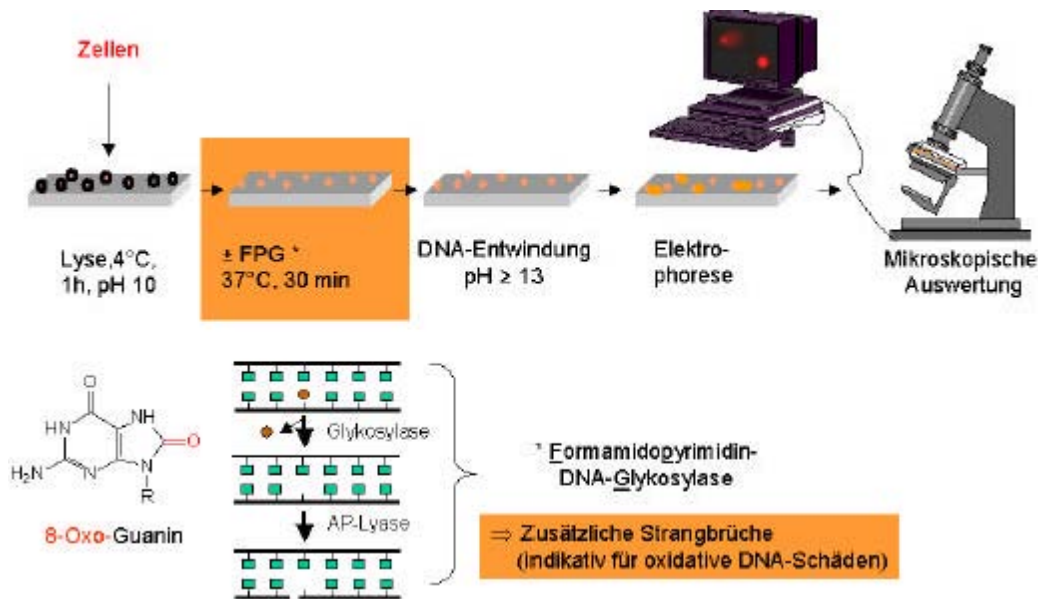 Zellen
Lyse,4°C,
1h, pH 10
± FPG *
37°C, 30 min
DNA-Entwindung
pH ≥ 13
Elektro-
phorese
Mikroskopische
Auswertung
O
HN
NH
O
H₂N
N
N
R
8-Oxo-Guanin
Glykosylase
AP-Lyase
* Formamidopyrimidin-
DNA-Glykosylase
⇒ Zusätzliche Strangbrüche
(indikativ für oxidative DNA-Schäden)